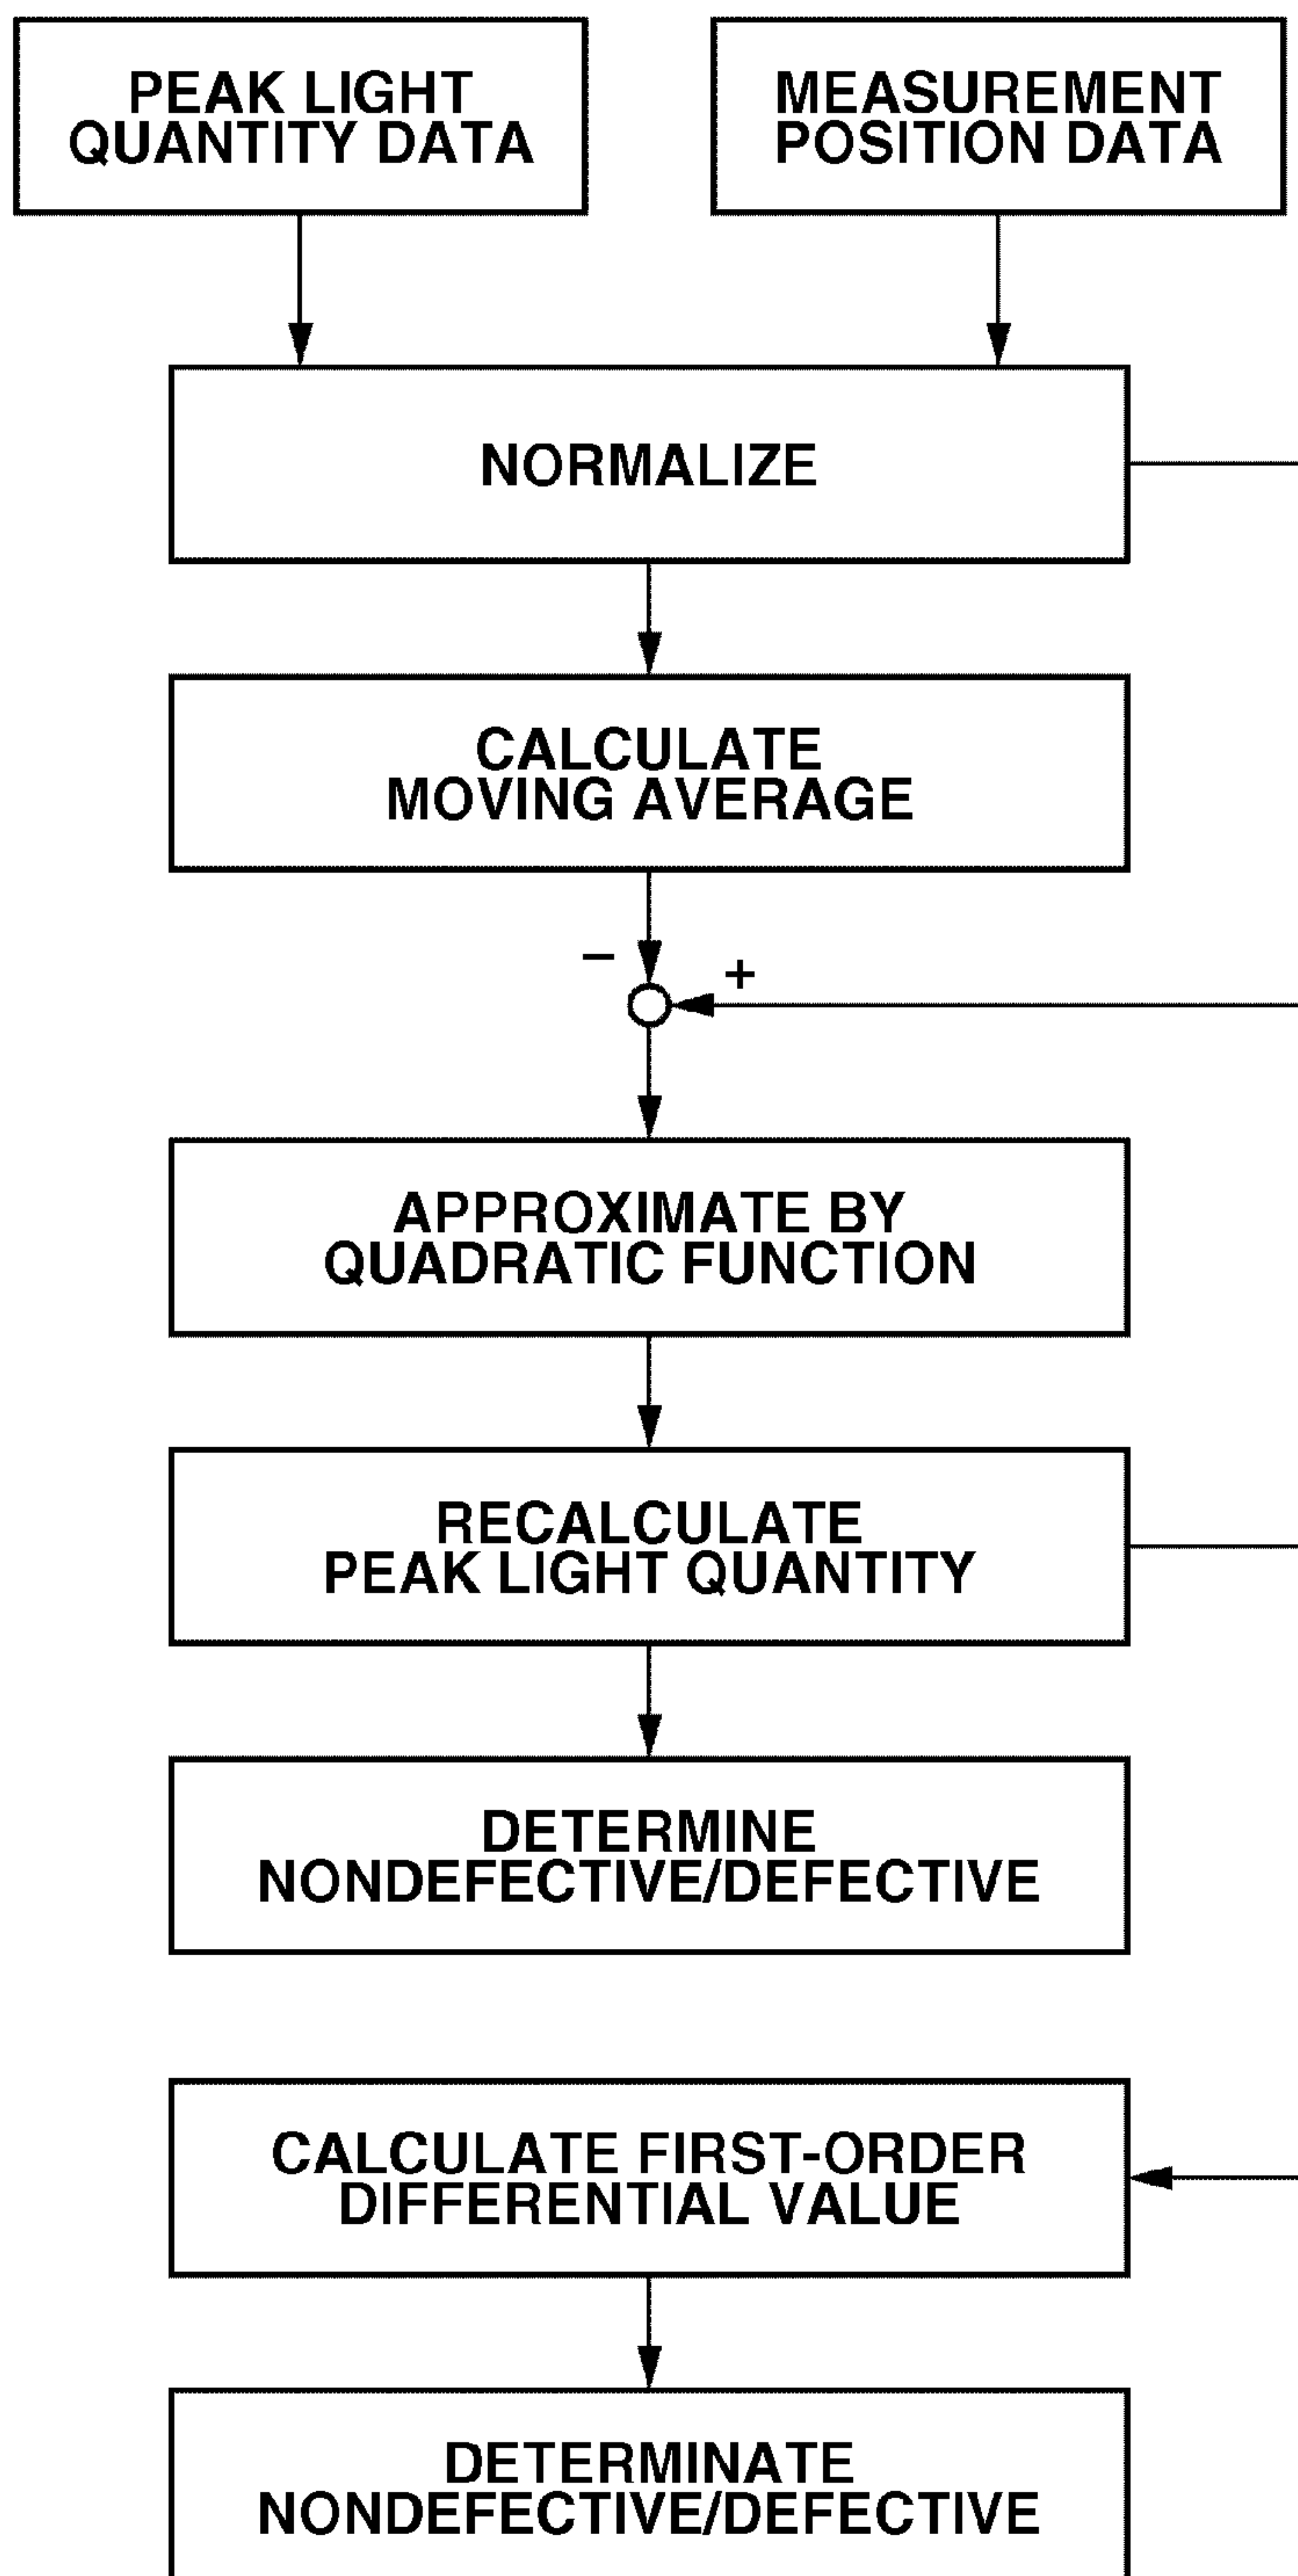 PEAK LIGHT
QUANTITY DATA
MEASUREMENT
POSITION DATA
NORMALIZE
CALCULATE
MOVING AVERAGE
−
+
APPROXIMATE BY
QUADRATIC FUNCTION
RECALCULATE
PEAK LIGHT QUANTITY
DETERMINE
NONDEFECTIVE/DEFECTIVE
CALCULATE FIRST-ORDER
DIFFERENTIAL VALUE
DETERMINATE
NONDEFECTIVE/DEFECTIVE